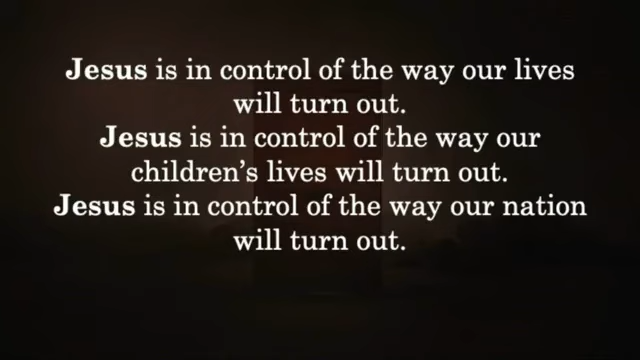 Jesus is in control of the way our lives
will turn out.
Jesus is in control of the way our
children’s lives will turn out.
Jesus is in control of the way our nation
will turn out.